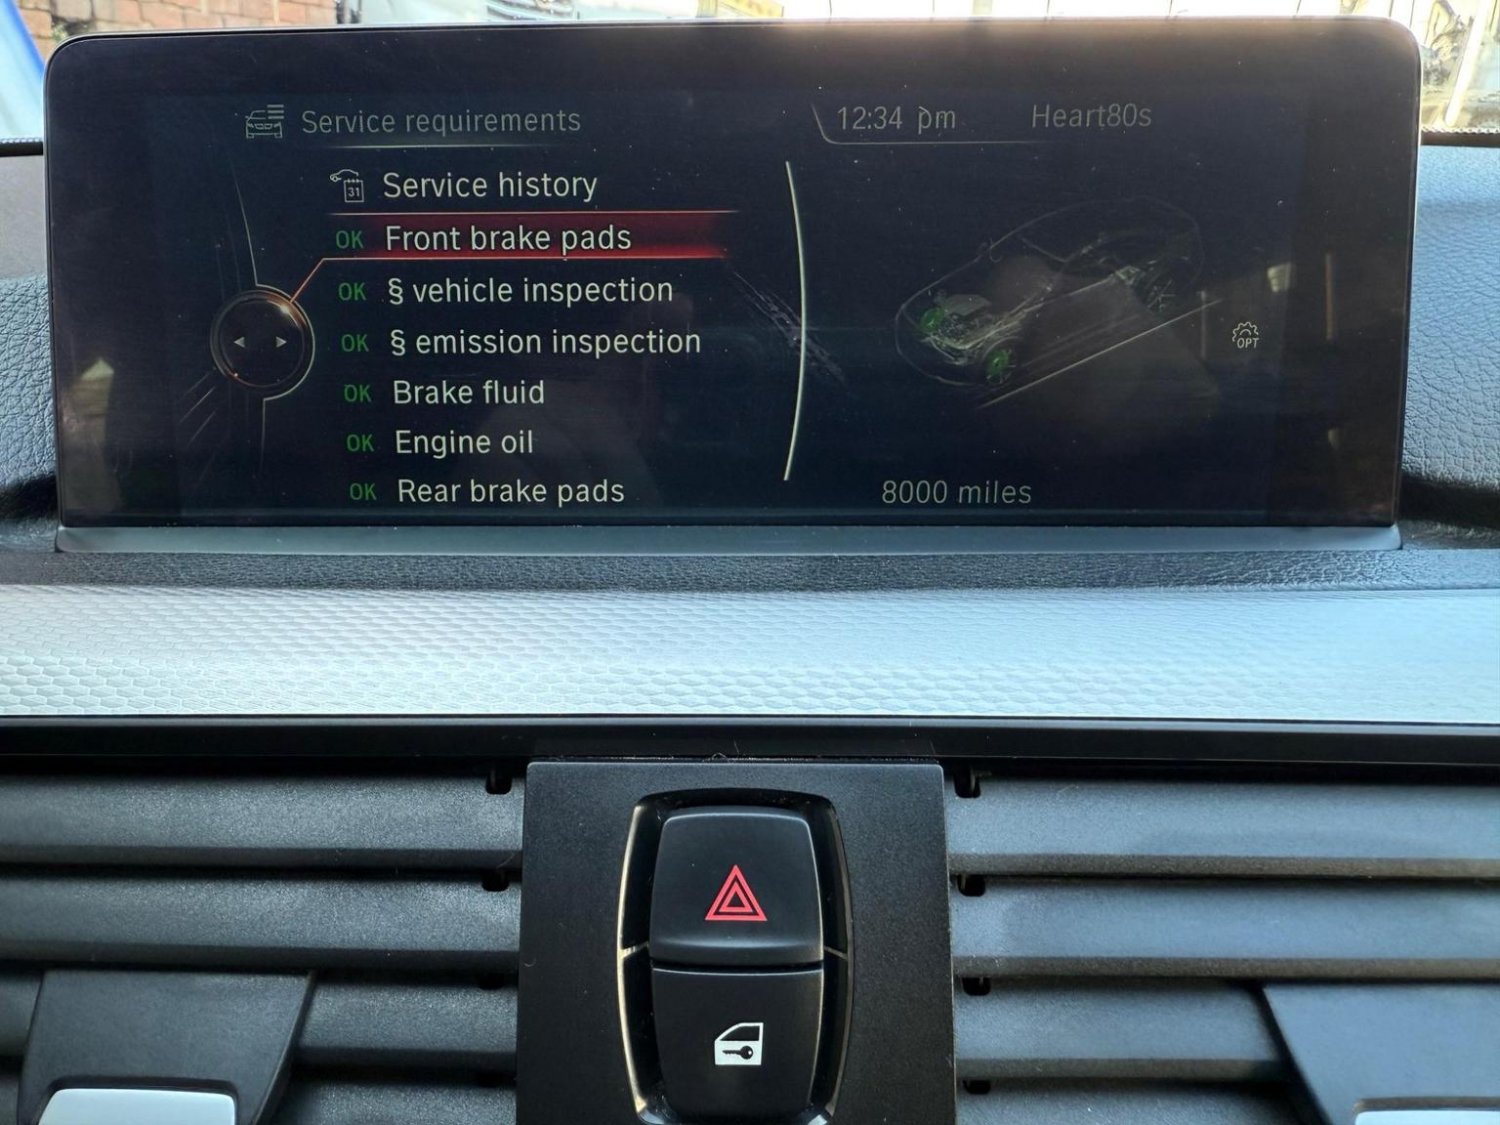 Service requirements
12:34 pm
Heart80s
31 Service history
OK Front brake pads
OK § vehicle inspection
OK § emission inspection
OPT
OK Brake fluid
OK Engine oil
OK Rear brake pads
8000 miles